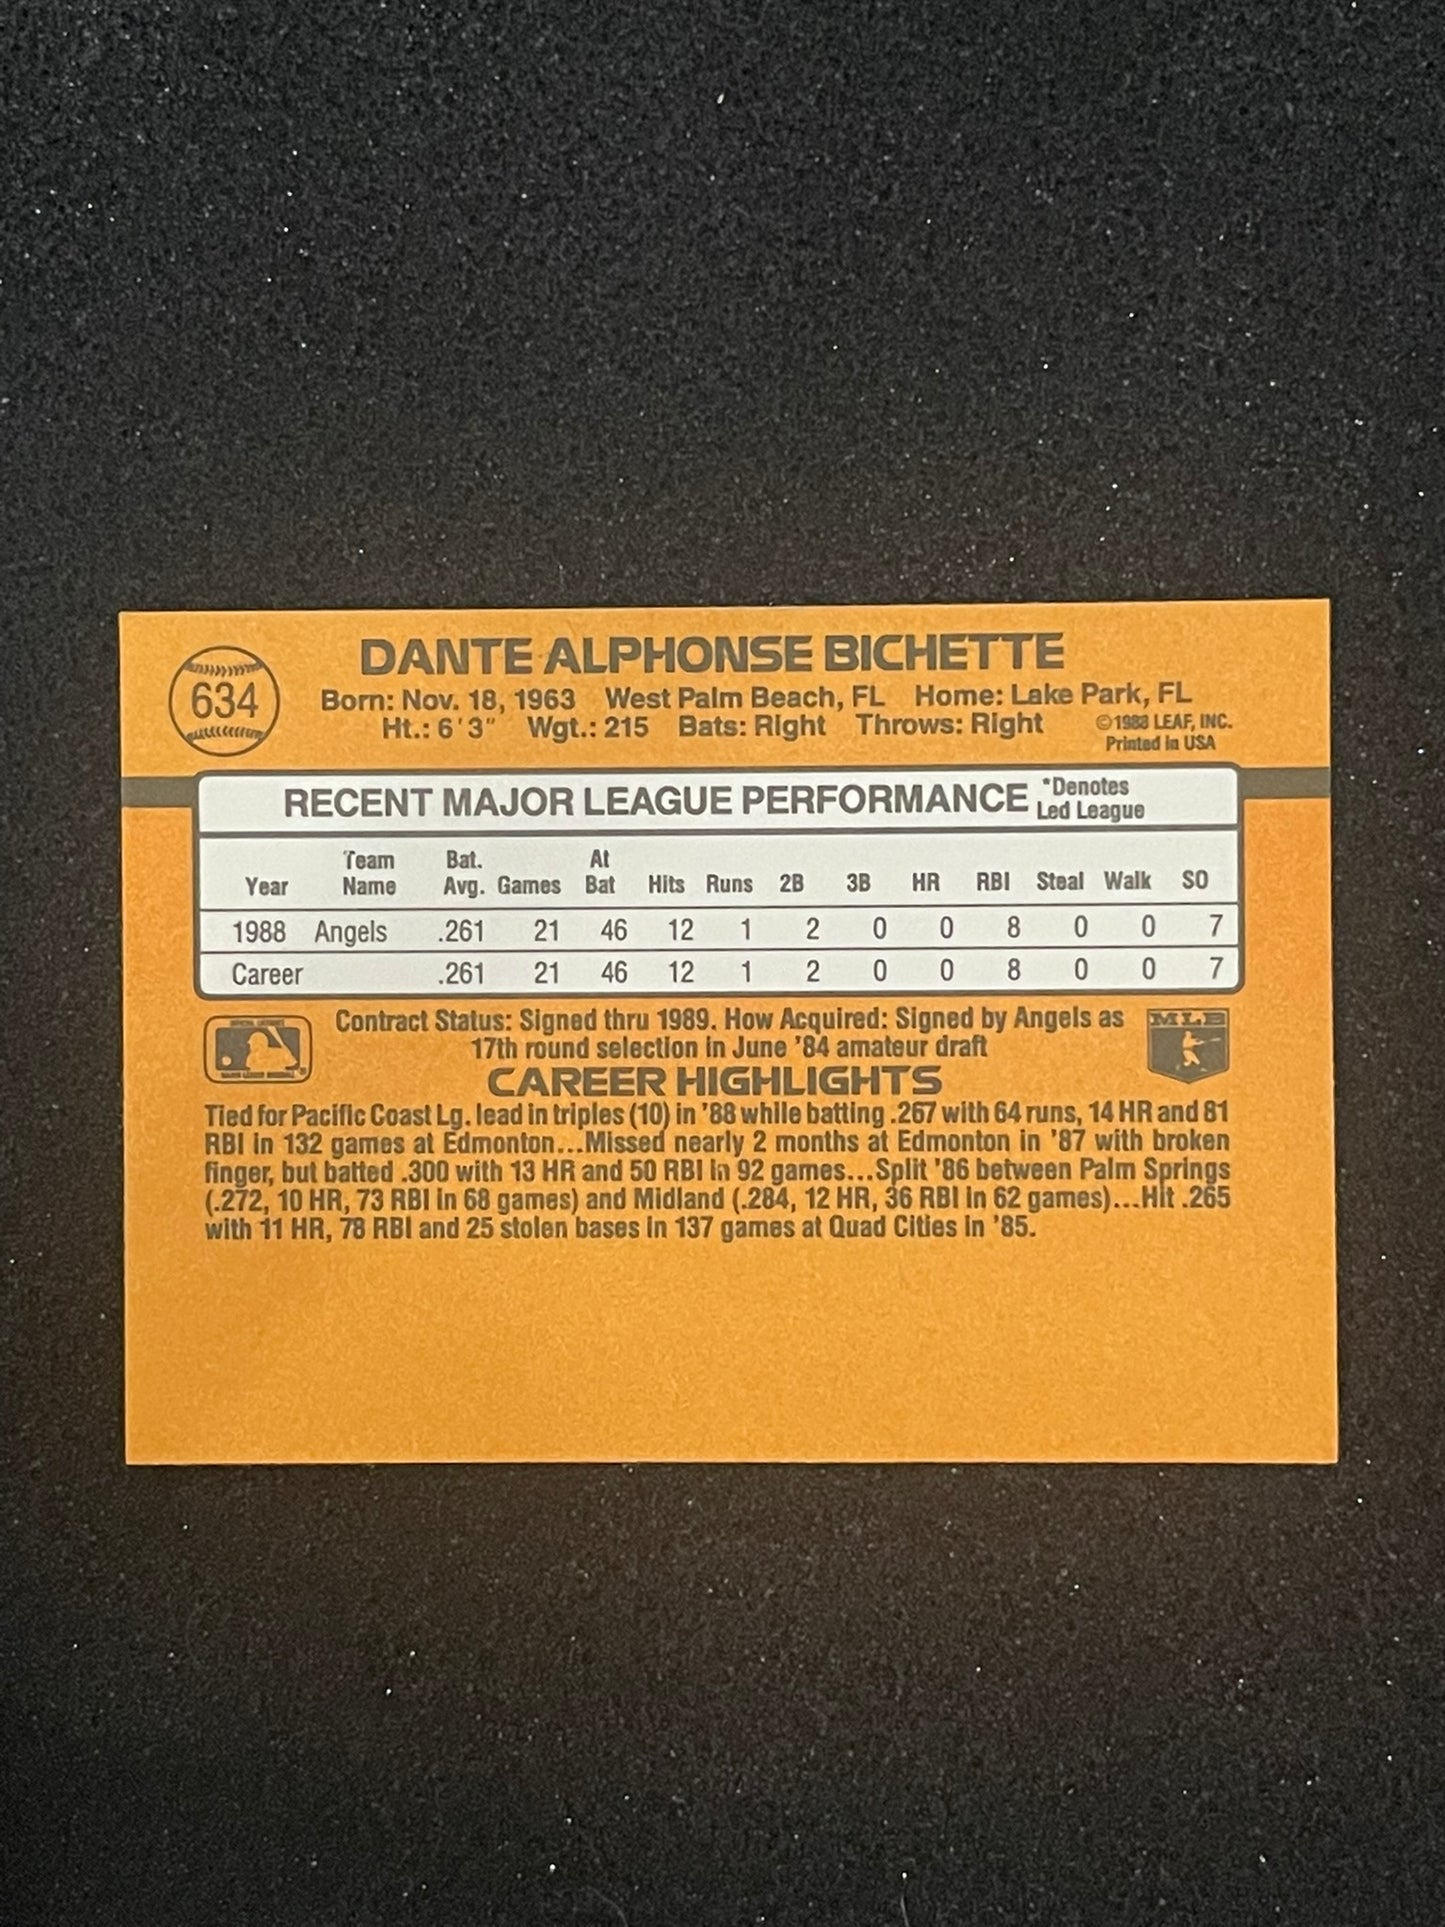 634
DANTE ALPHONSE BICHETTE
Born: Nov. 18, 1963 West Palm Beach, FL Home: Lake Park, FL
Ht.: 6'3" Wgt.: 215 Bats: Right Throws: Right ©1988 LEAF, INC.
Printed in USA
RECENT MAJOR LEAGUE PERFORMANCE *Denotes
Led League
Team Bat. At
Year Name Avg. Games Bat Hits Runs 2B 3B HR RBI Steal Walk SO
1988 Angels .261 21 46 12 1 2 0 0 8 0 0 7
Career .261 21 46 12 1 2 0 0 8 0 0 7
Contract Status: Signed thru 1989. How Acquired: Signed by Angels as
17th round selection in June '84 amateur draft
MLB
CAREER HIGHLIGHTS
Tied for Pacific Coast Lg. lead in triples (10) in '88 while batting .267 with 64 runs, 14 HR and 81
RBI in 132 games at Edmonton...Missed nearly 2 months at Edmonton in '87 with broken
finger, but batted .300 with 13 HR and 50 RBI in 92 games...Split '86 between Palm Springs
(.272, 10 HR, 73 RBI in 68 games) and Midland (.284, 12 HR, 36 RBI in 62 games)...Hit .265
with 11 HR, 78 RBI and 25 stolen bases in 137 games at Quad Cities in '85.